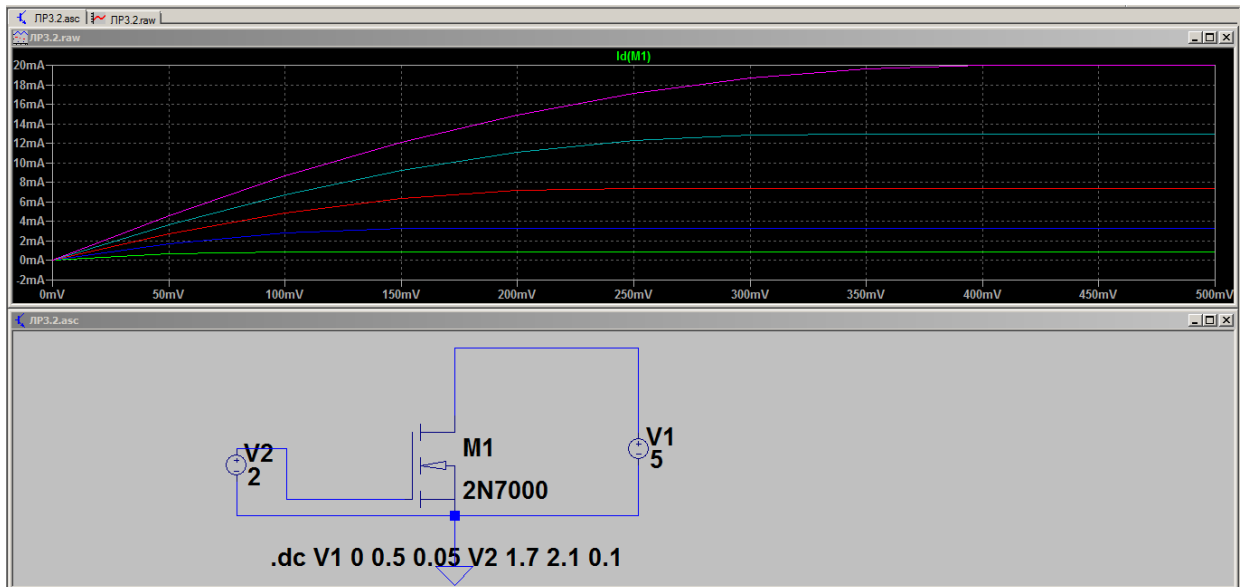 ЛР3.2.asc ЛР3.2.raw
ЛР3.2.raw
Id(M1)
20mA
18mA
16mA
14mA
12mA
10mA
8mA
6mA
4mA
2mA
0mA
-2mA
0mV 50mV 100mV 150mV 200mV 250mV 300mV 350mV 400mV 450mV 500mV
ЛР3.2.asc
V2
2
M1
2N7000
V1
5
.dc V1 0 0.5 0.05 V2 1.7 2.1 0.1